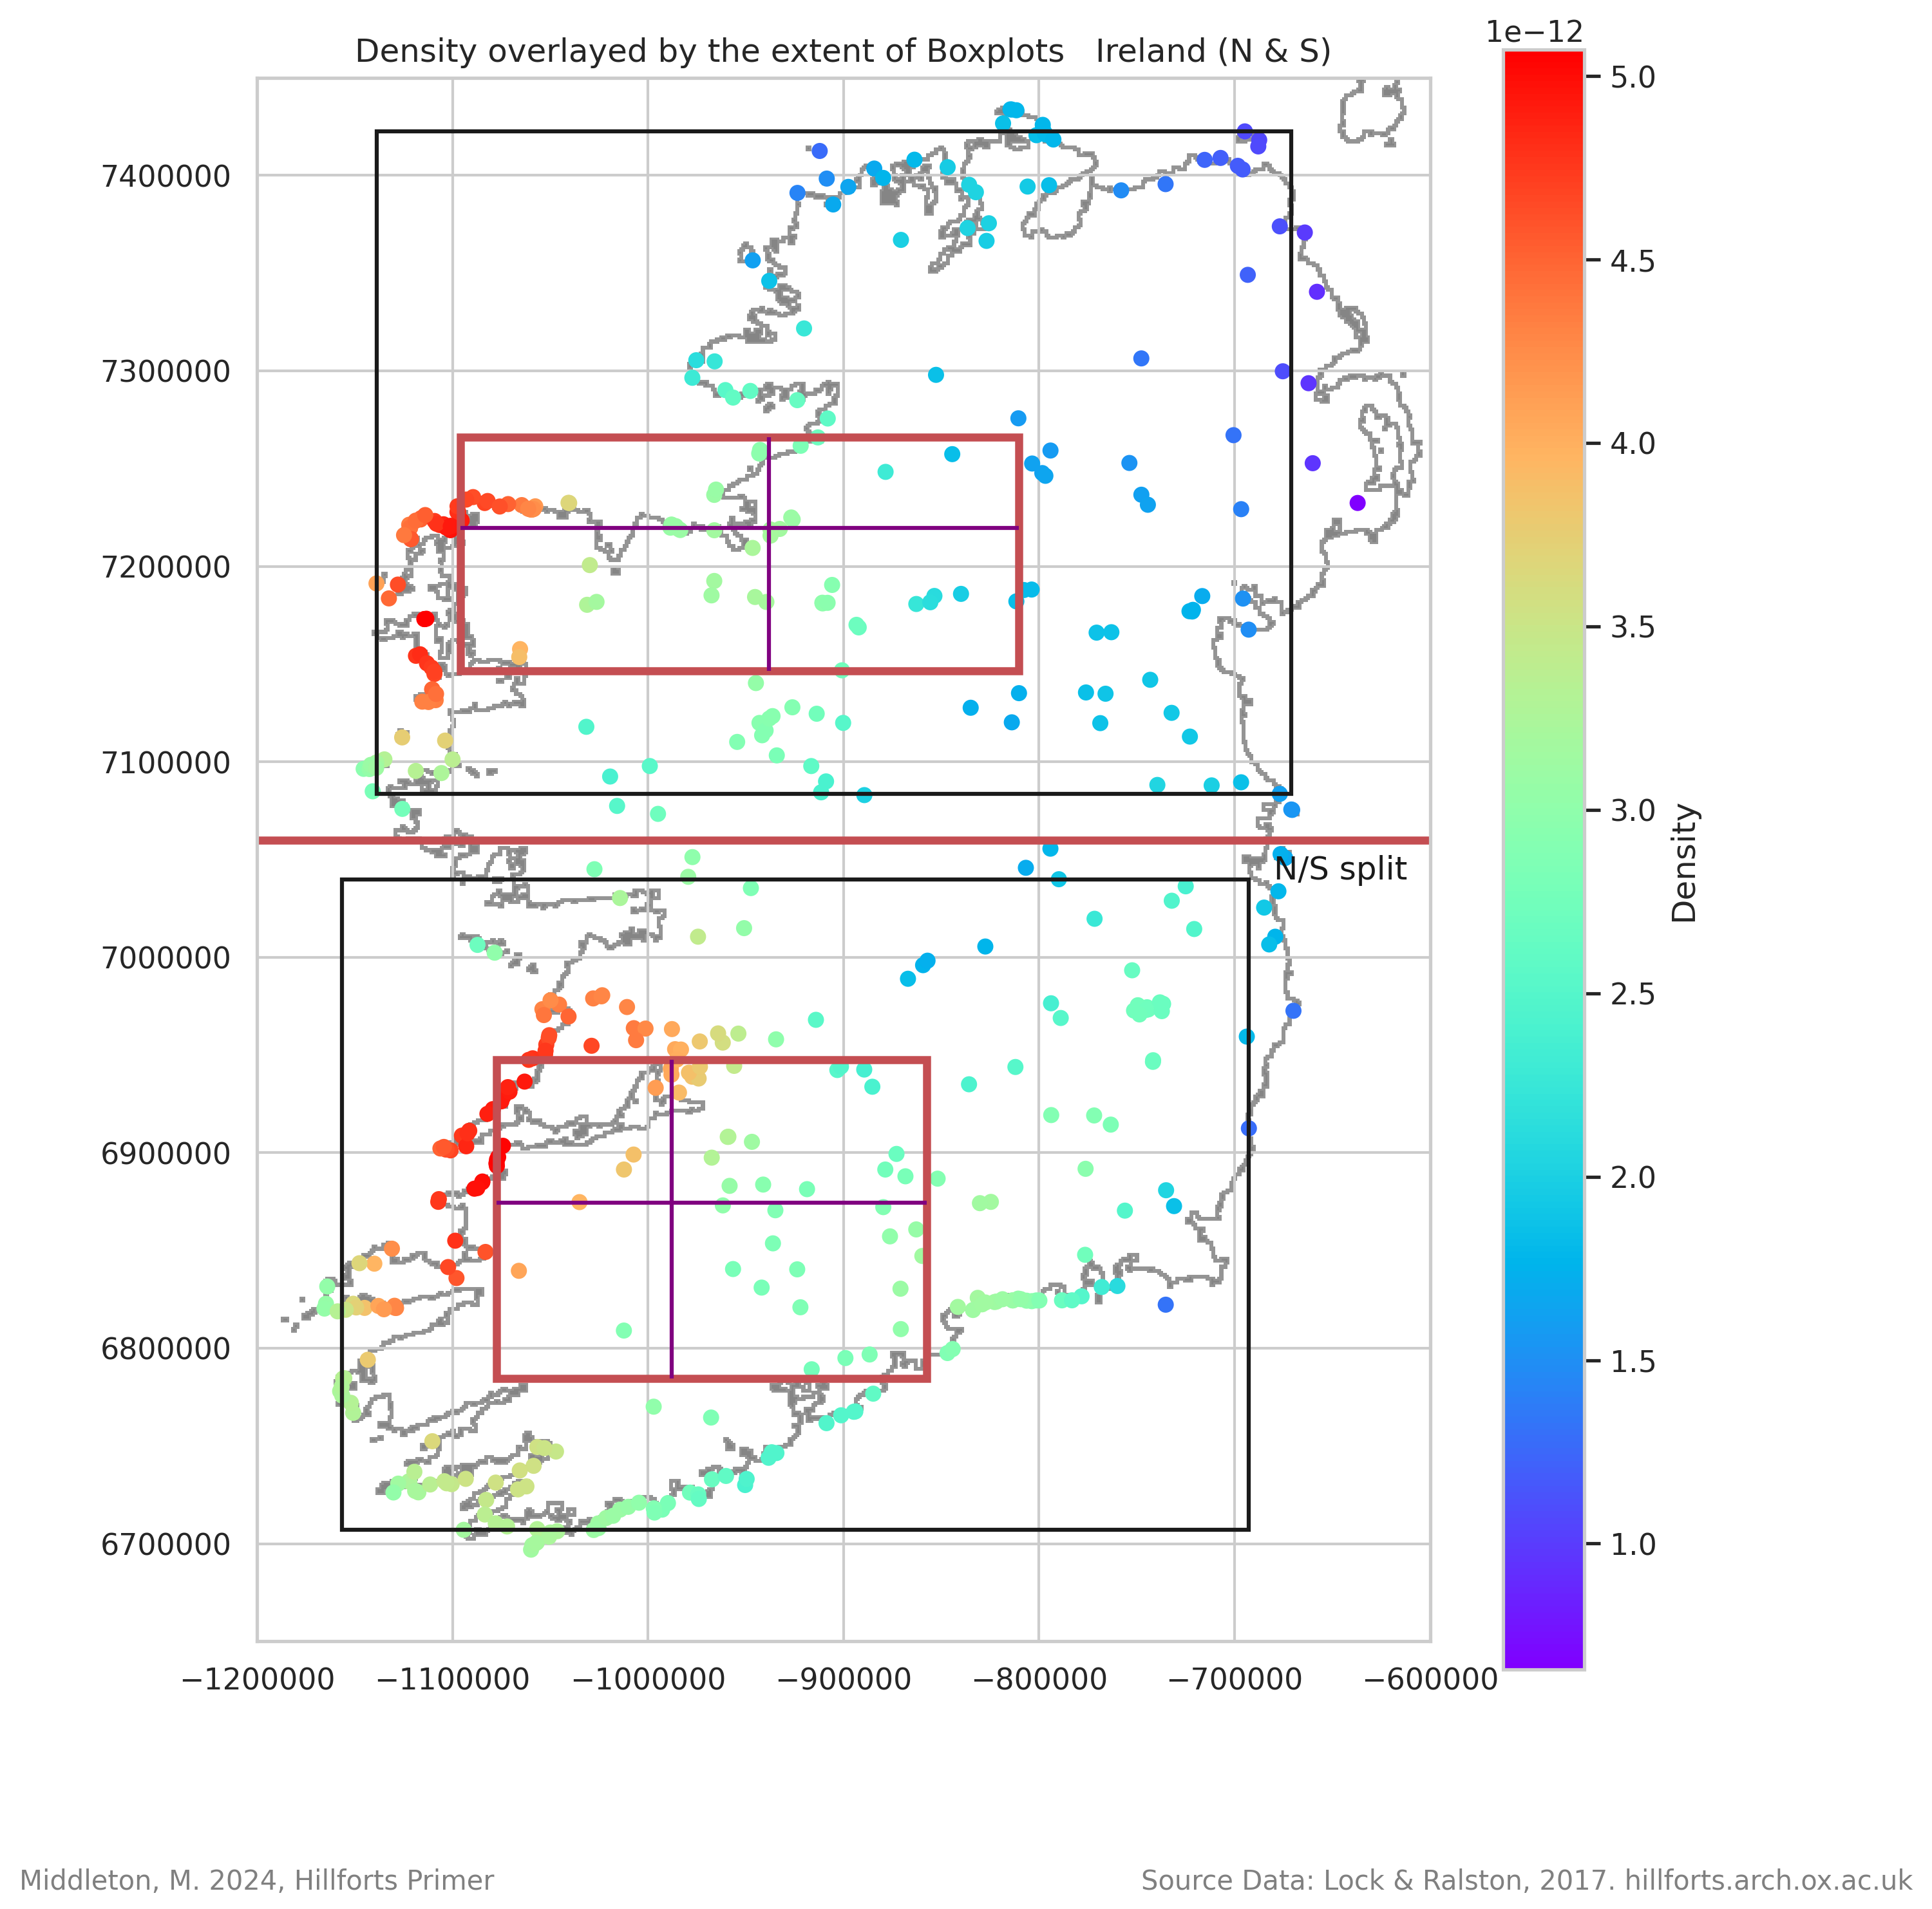 1e−12
Density overlayed by the extent of Boxplots   Ireland (N & S)
5.0
7400000
4.5
7300000
4.0
3.5
7200000
3.0
7100000
Density
N/S split
2.5
7000000
2.0
6900000
1.5
6800000
1.0
6700000
−1200000 −1100000 −1000000 −900000 −800000 −700000 −600000
Middleton, M. 2024, Hillforts Primer
Source Data: Lock & Ralston, 2017. hillforts.arch.ox.ac.uk